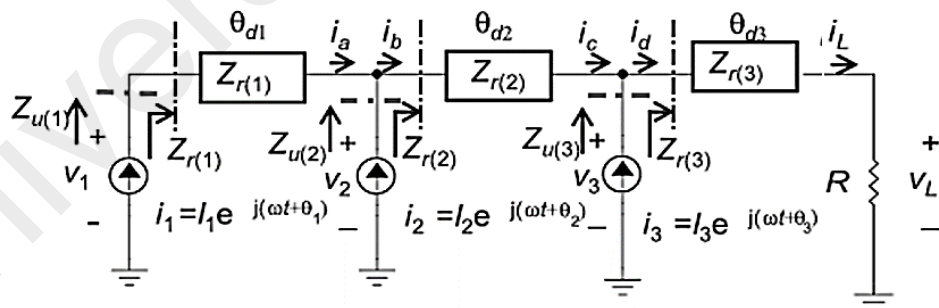 θd1 ia ib θd2 ic id θd3 iL
Zr(1) Zr(2) Zr(3)
Zu(1) + Zr(1) Zu(2) + Zr(2) Zu(3) + Zr(3) +
v1 v2 v3 R vL
- i1 =I1e j(ωt+θ1) – i2 =I2e j(ωt+θ2) – i3 =I3e j(ωt+θ3) –